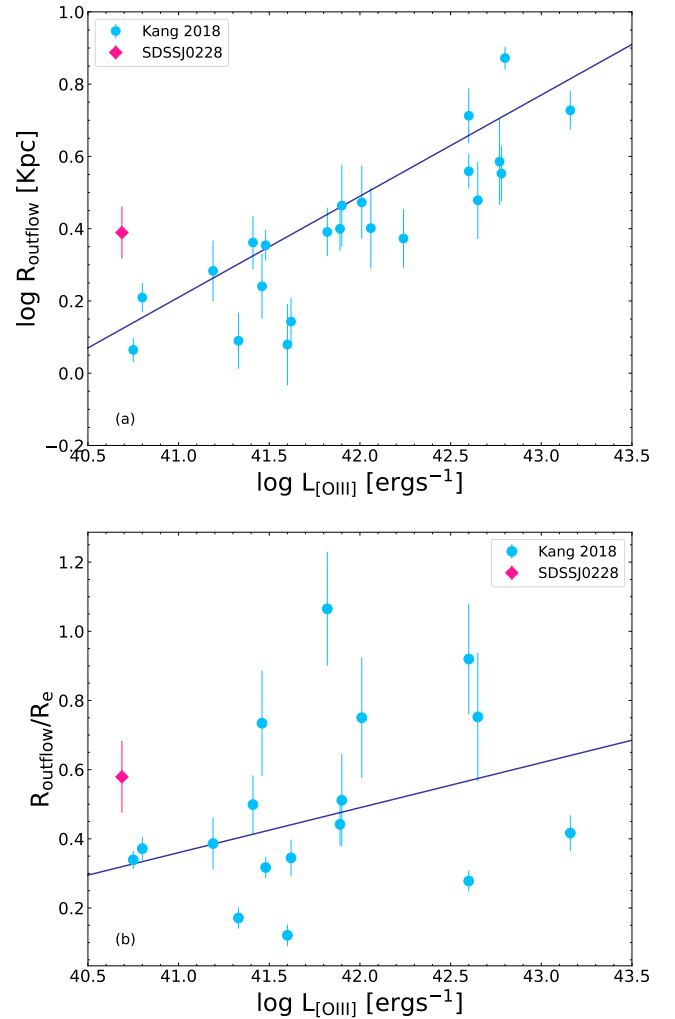 1.0
0.8
0.6
0.4
0.2
0.0
−0.2
log R_outflow [Kpc]
Kang 2018
SDSSJ0228
(a)
40.5 41.0 41.5 42.0 42.5 43.0 43.5
log L_[OIII] [ergs⁻¹]
1.2
1.0
0.8
0.6
0.4
0.2
R_outflow/R_e
Kang 2018
SDSSJ0228
(b)
40.5 41.0 41.5 42.0 42.5 43.0 43.5
log L_[OIII] [ergs⁻¹]